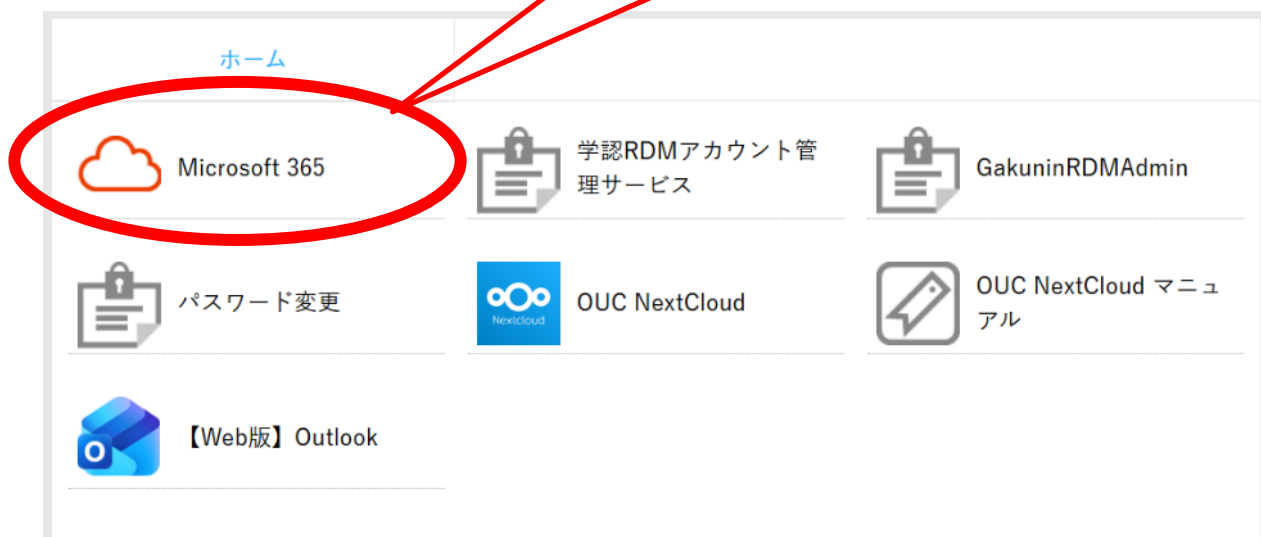 ホーム
Microsoft 365
学認RDMアカウント管
理サービス
GakuninRDMAdmin
パスワード変更
Nextcloud
OUC NextCloud
OUC NextCloud マニュ
アル
O
【Web版】Outlook